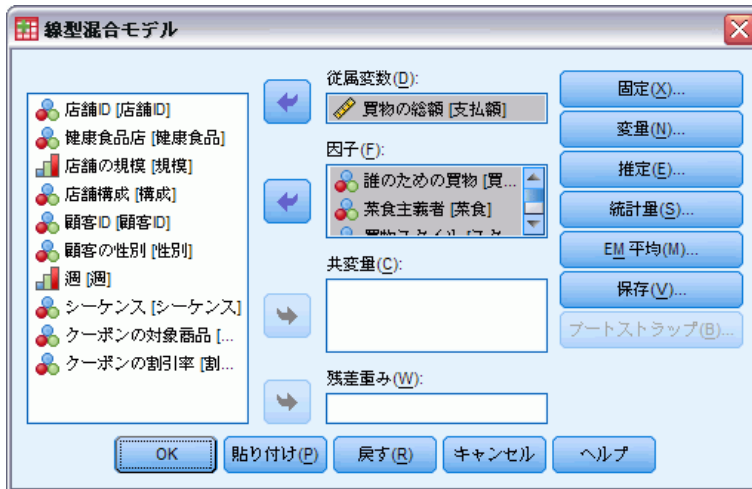 線型混合モデル
店舗ID [店舗ID]
健康食品店 [健康食品]
店舗の規模 [規模]
店舗構成 [構成]
顧客ID [顧客ID]
顧客の性別 [性別]
週 [週]
シーケンス [シーケンス]
クーポンの対象商品 [...
クーポンの割引率 [割...
従属変数(D):
買物の総額 [支払額]
因子(F):
誰のための買物 [買...
菜食主義者 [菜食]
共変量(C):
残差重み(W):
固定(X)...
変量(N)...
推定(E)...
統計量(S)...
EM 平均(M)...
保存(V)...
ブートストラップ(B)...
OK
貼り付け(P)
戻す(R)
キャンセル
ヘルプ